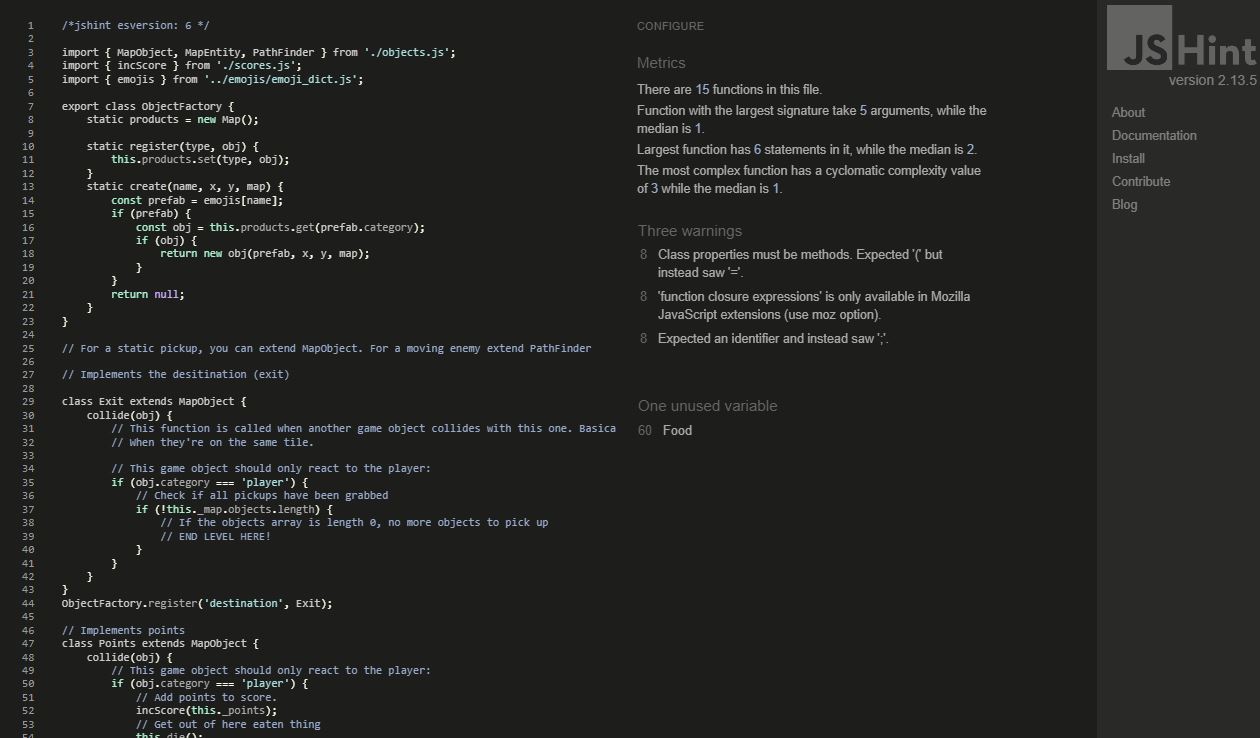 1 /*jshint esversion: 6 */
2
3 import { MapObject, MapEntity, PathFinder } from './objects.js';
4 import { incScore } from './scores.js';
5 import { emojis } from '../emojis/emoji_dict.js';
6
7 export class ObjectFactory {
8 static products = new Map();
9
10 static register(type, obj) {
11 this.products.set(type, obj);
12 }
13 static create(name, x, y, map) {
14 const prefab = emojis[name];
15 if (prefab) {
16 const obj = this.products.get(prefab.category);
17 if (obj) {
18 return new obj(prefab, x, y, map);
19 }
20 }
21 return null;
22 }
23 }
24
25 // For a static pickup, you can extend MapObject. For a moving enemy extend PathFinder
26
27 // Implements the desitination (exit)
28
29 class Exit extends MapObject {
30 collide(obj) {
31 // This function is called when another game object collides with this one. Basica
32 // When they're on the same tile.
33
34 // This game object should only react to the player:
35 if (obj.category === 'player') {
36 // Check if all pickups have been grabbed
37 if (!this._map.objects.length) {
38 // If the objects array is length 0, no more objects to pick up
39 // END LEVEL HERE!
40 }
41 }
42 }
43 }
44 ObjectFactory.register('destination', Exit);
45
46 // Implements points
47 class Points extends MapObject {
48 collide(obj) {
49 // This game object should only react to the player:
50 if (obj.category === 'player') {
51 // Add points to score.
52 incScore(this._points);
53 // Get out of here eaten thing
54 this.die();
CONFIGURE
Metrics
There are 15 functions in this file.
Function with the largest signature take 5 arguments, while the
median is 1.
Largest function has 6 statements in it, while the median is 2.
The most complex function has a cyclomatic complexity value
of 3 while the median is 1.
Three warnings
8 Class properties must be methods. Expected '(' but
instead saw '='.
8 'function closure expressions' is only available in Mozilla
JavaScript extensions (use moz option).
8 Expected an identifier and instead saw ';'.
One unused variable
60 Food
JSHint
version 2.13.5
About
Documentation
Install
Contribute
Blog